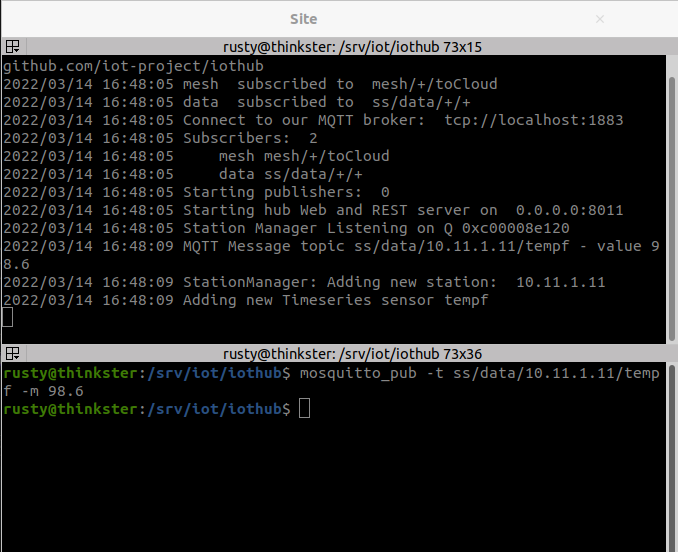 Site
rusty@thinkster: /srv/iot/iothub 73x15
github.com/iot-project/iothub
2022/03/14 16:48:05 mesh  subscribed to  mesh/+/toCloud
2022/03/14 16:48:05 data  subscribed to  ss/data/+/+
2022/03/14 16:48:05 Connect to our MQTT broker:  tcp://localhost:1883
2022/03/14 16:48:05 Subscribers:  2
2022/03/14 16:48:05     mesh mesh/+/toCloud
2022/03/14 16:48:05     data ss/data/+/+
2022/03/14 16:48:05 Starting publishers:  0
2022/03/14 16:48:05 Starting hub Web and REST server on  0.0.0.0:8011
2022/03/14 16:48:05 Station Manager Listening on Q 0xc00008e120
2022/03/14 16:48:09 MQTT Message topic ss/data/10.11.1.11/tempf - value 9
8.6
2022/03/14 16:48:09 StationManager: Adding new station:  10.11.1.11
2022/03/14 16:48:09 Adding new Timeseries sensor tempf
rusty@thinkster: /srv/iot/iothub 73x36
rusty@thinkster:/srv/iot/iothub$ mosquitto_pub -t ss/data/10.11.1.11/temp
f -m 98.6
rusty@thinkster:/srv/iot/iothub$